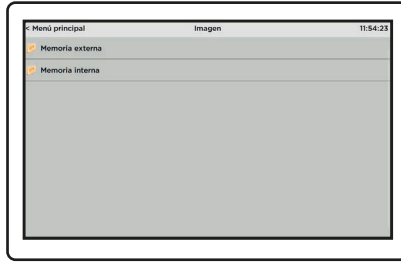 < Menú principal Imagen 11:54:23
Memoria externa
Memoria interna